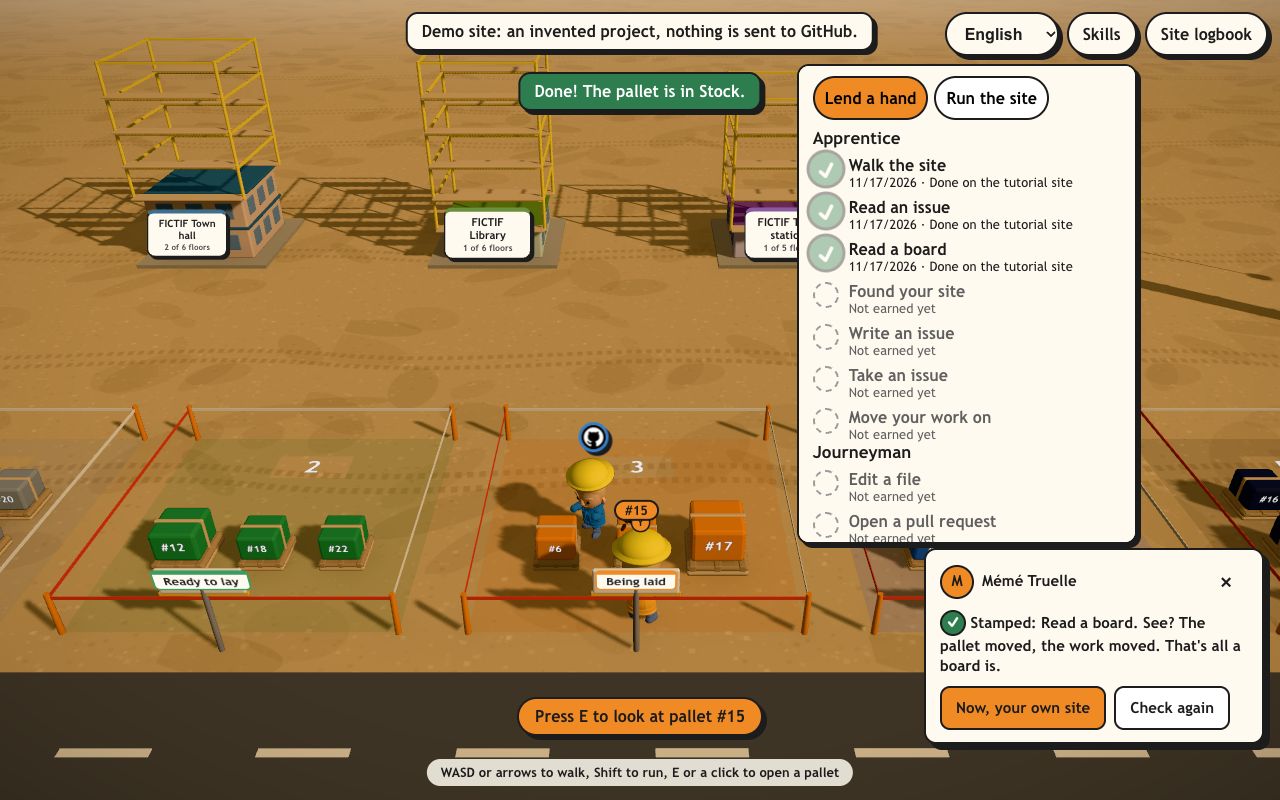 Demo site: an invented project, nothing is sent to GitHub.
English
Skills
Site logbook
Done! The pallet is in Stock.
Lend a hand
Run the site
Apprentice
Walk the site
11/17/2026 · Done on the tutorial site
Read an issue
11/17/2026 · Done on the tutorial site
Read a board
11/17/2026 · Done on the tutorial site
Found your site
Not earned yet
Write an issue
Not earned yet
Take an issue
Not earned yet
Move your work on
Not earned yet
Journeyman
Edit a file
Not earned yet
Open a pull request
Not earned yet
FICTIF Town
hall
2 of 6 floors
FICTIF
Library
1 of 6 floors
FICTIF
1 of 5
2
3
20
#12
#18
#22
#6
#15
#17
#16
Ready to lay
Being laid
M
Mémé Truelle
Stamped: Read a board. See? The
pallet moved, the work moved. That's all a
board is.
Now, your own site
Check again
Press E to look at pallet #15
WASD or arrows to walk, Shift to run, E or a click to open a pallet